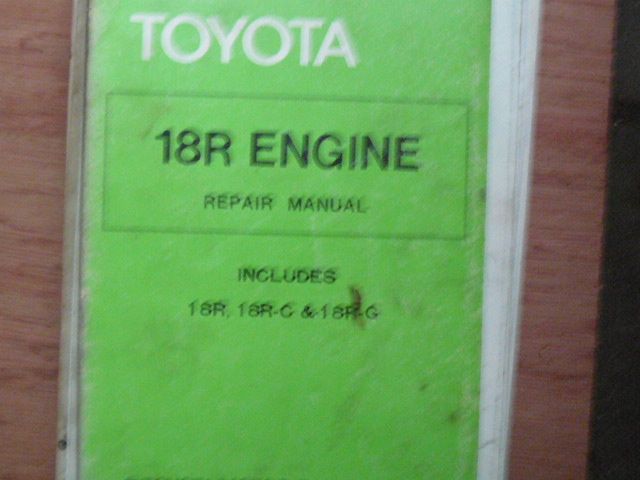 TOYOTA
18R ENGINE
REPAIR MANUAL
INCLUDES
18R, 18R-C & 18R-G